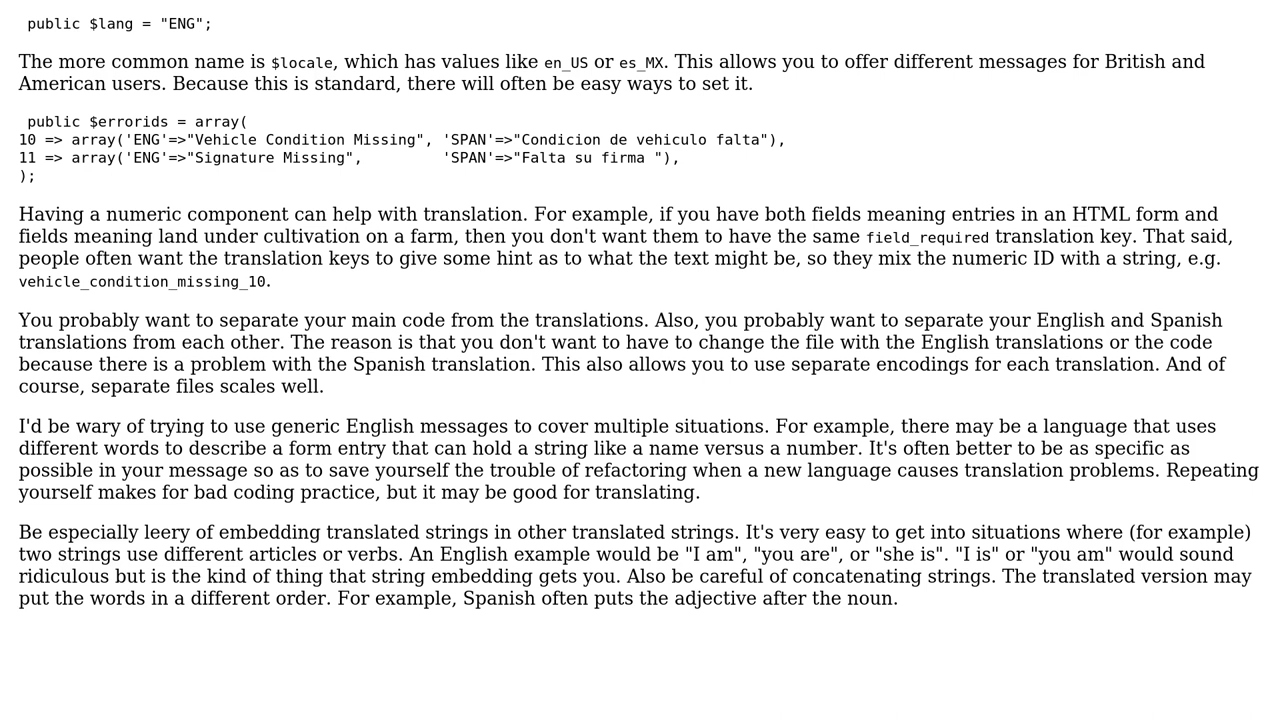 public $lang = "ENG";
The more common name is $locale, which has values like en_US or es_MX. This allows you to offer different messages for British and
American users. Because this is standard, there will often be easy ways to set it.
public $errorids = array(
10 => array('ENG'=>"Vehicle Condition Missing", 'SPAN'=>"Condicion de vehiculo falta"),
11 => array('ENG'=>"Signature Missing",         'SPAN'=>"Falta su firma "),
);
Having a numeric component can help with translation. For example, if you have both fields meaning entries in an HTML form and
fields meaning land under cultivation on a farm, then you don't want them to have the same field_required translation key. That said,
people often want the translation keys to give some hint as to what the text might be, so they mix the numeric ID with a string, e.g.
vehicle_condition_missing_10.
You probably want to separate your main code from the translations. Also, you probably want to separate your English and Spanish
translations from each other. The reason is that you don't want to have to change the file with the English translations or the code
because there is a problem with the Spanish translation. This also allows you to use separate encodings for each translation. And of
course, separate files scales well.
I'd be wary of trying to use generic English messages to cover multiple situations. For example, there may be a language that uses
different words to describe a form entry that can hold a string like a name versus a number. It's often better to be as specific as
possible in your message so as to save yourself the trouble of refactoring when a new language causes translation problems. Repeating
yourself makes for bad coding practice, but it may be good for translating.
Be especially leery of embedding translated strings in other translated strings. It's very easy to get into situations where (for example)
two strings use different articles or verbs. An English example would be "I am", "you are", or "she is". "I is" or "you am" would sound
ridiculous but is the kind of thing that string embedding gets you. Also be careful of concatenating strings. The translated version may
put the words in a different order. For example, Spanish often puts the adjective after the noun.